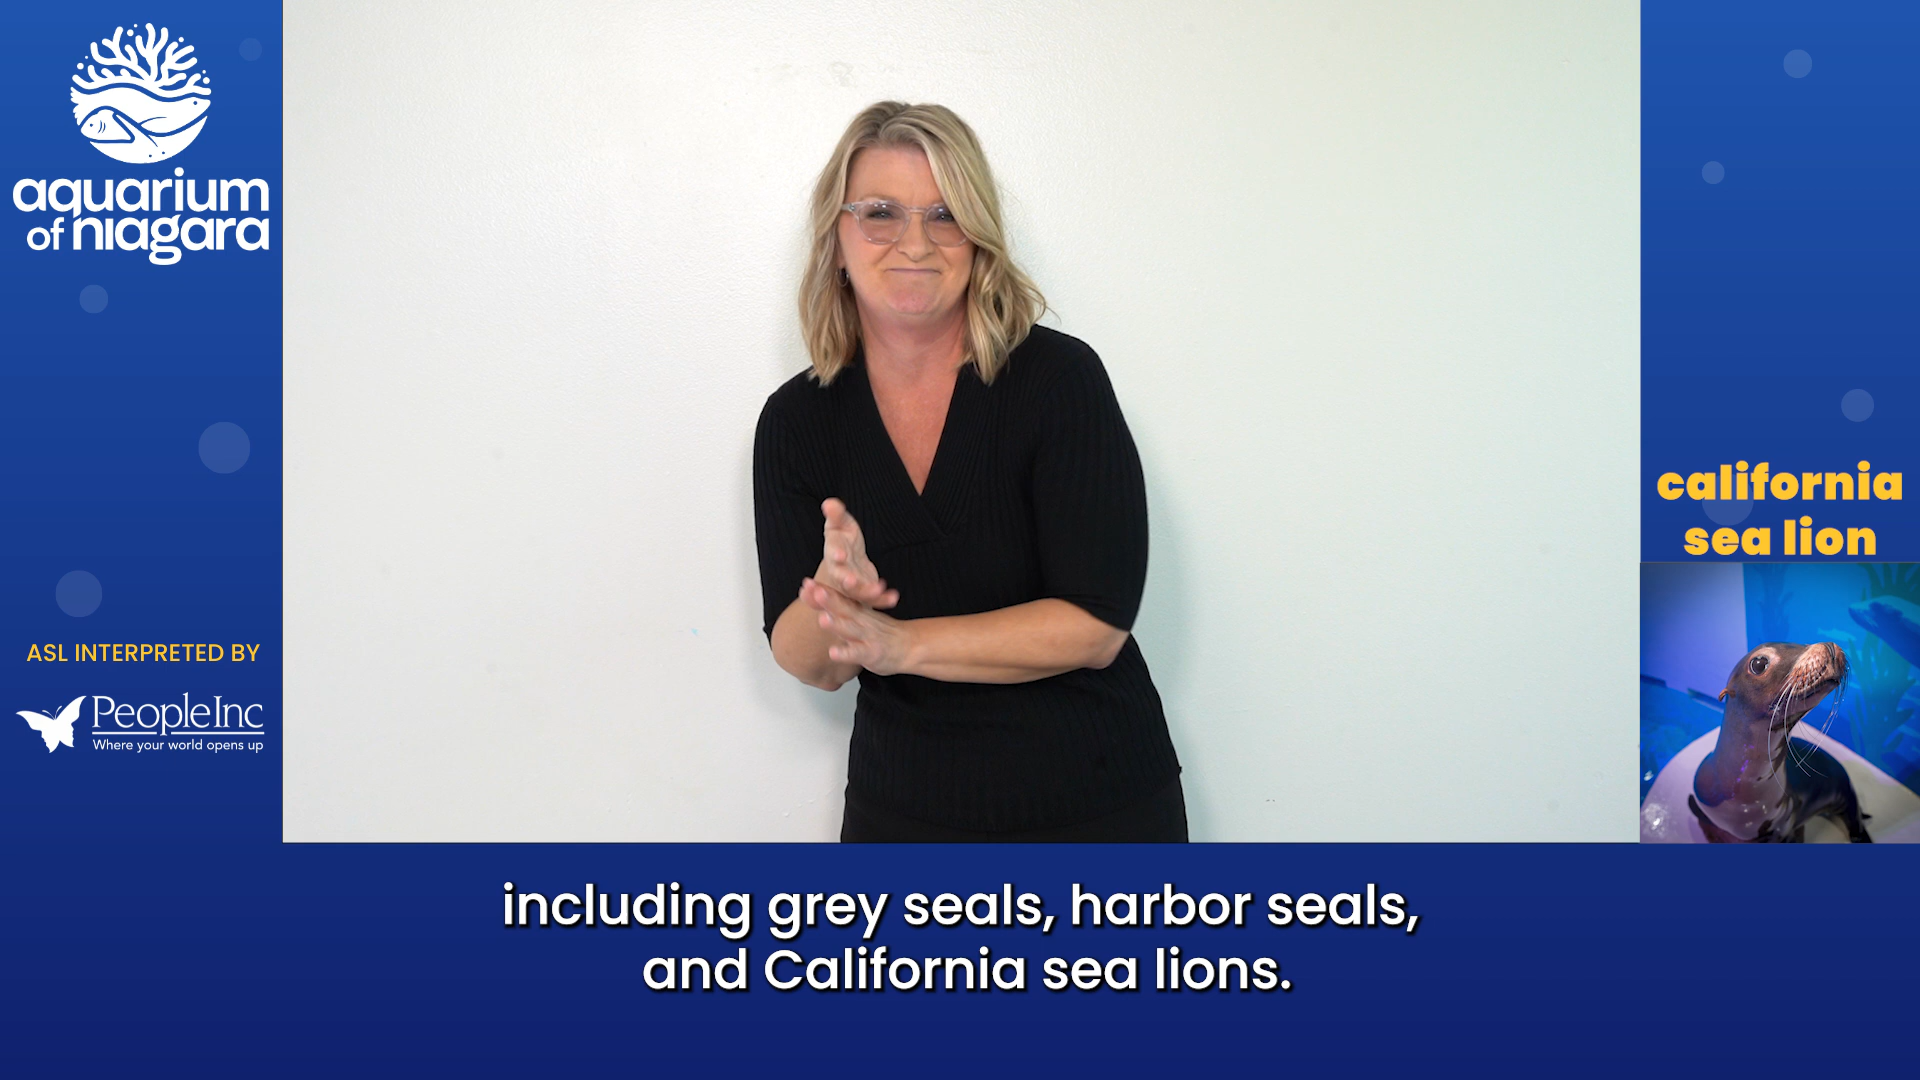 aquarium
of niagara
ASL INTERPRETED BY
PeopleInc
Where your world opens up
california
sea lion
including grey seals, harbor seals,
and California sea lions.